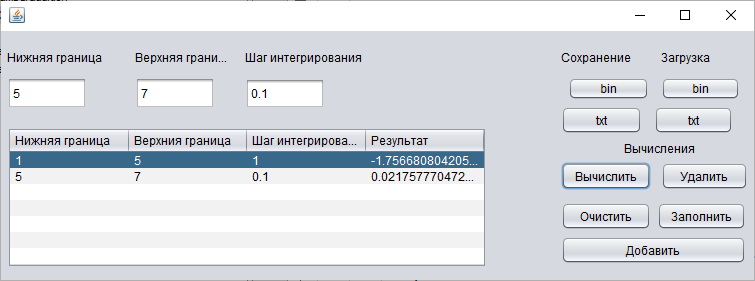 Нижняя граница Верхняя грани... Шаг интегрирования
5 7 0.1
Нижняя граница Верхния граница Шаг интегрирова... Результат
1 5 1 -1.756680804205...
5 7 0.1 0.021757770472...
Сохранение Загрузка
bin bin
txt txt
Вычисления
Вычислить Удалить
Очистить Заполнить
Добавить